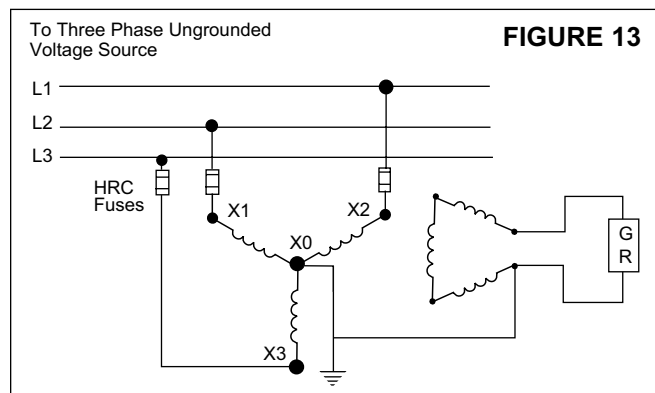 To Three Phase Ungrounded
Voltage Source
FIGURE 13
L1
L2
L3
HRC
Fuses
X1
X2
X0
X3
G
R